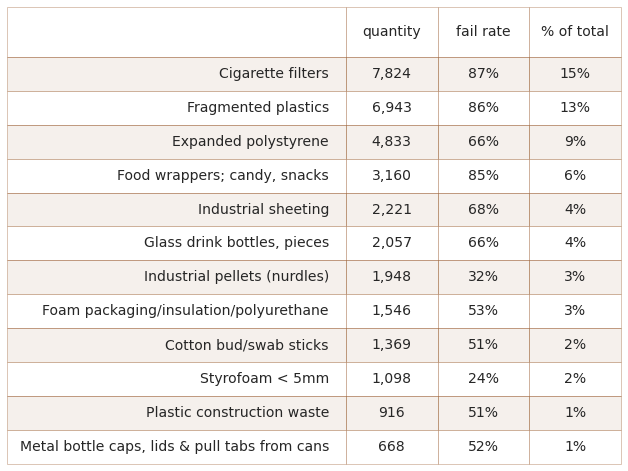 quantity fail rate % of total
Cigarette filters 7,824 87% 15%
Fragmented plastics 6,943 86% 13%
Expanded polystyrene 4,833 66% 9%
Food wrappers; candy, snacks 3,160 85% 6%
Industrial sheeting 2,221 68% 4%
Glass drink bottles, pieces 2,057 66% 4%
Industrial pellets (nurdles) 1,948 32% 3%
Foam packaging/insulation/polyurethane 1,546 53% 3%
Cotton bud/swab sticks 1,369 51% 2%
Styrofoam < 5mm 1,098 24% 2%
Plastic construction waste 916 51% 1%
Metal bottle caps, lids & pull tabs from cans 668 52% 1%